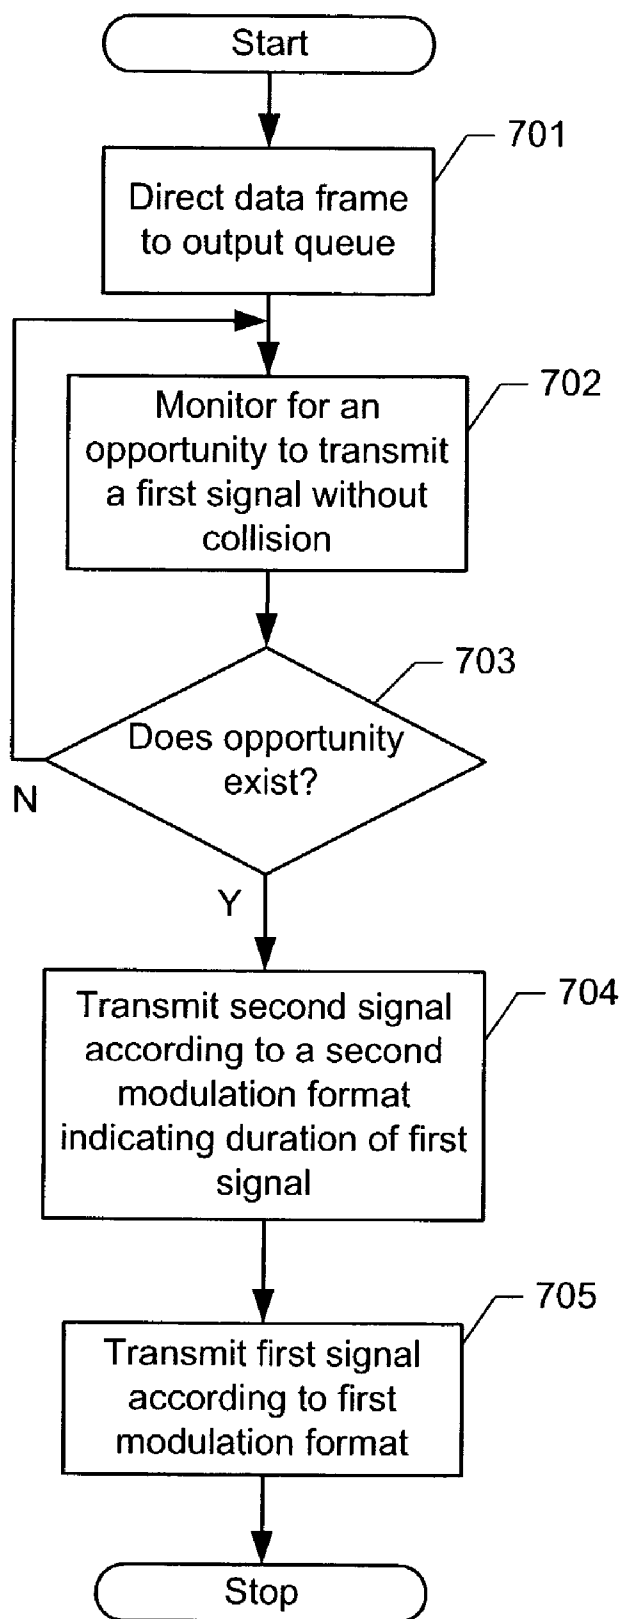 Start
701
Direct data frame
to output queue
702
Monitor for an
opportunity to transmit
a first signal without
collision
703
Does opportunity
exist?
N
Y
704
Transmit second signal
according to a second
modulation format
indicating duration of first
signal
705
Transmit first signal
according to first
modulation format
Stop